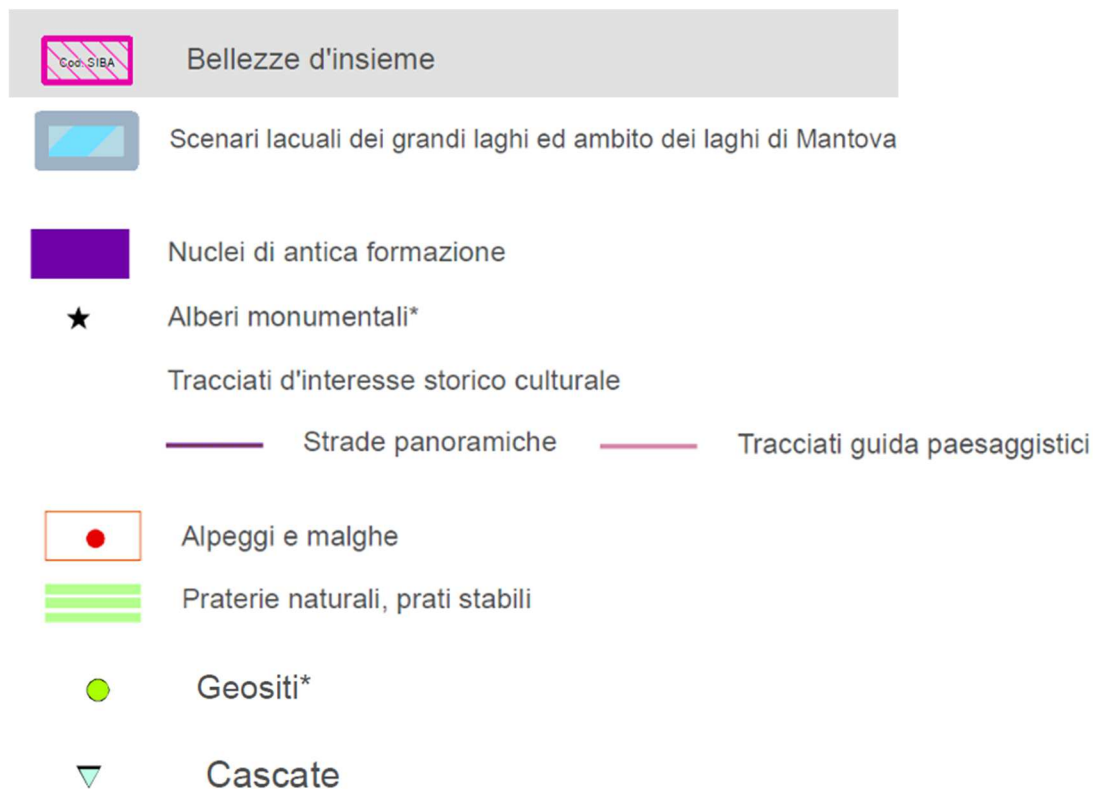 Cod. SIBA Bellezze d'insieme
Scenari lacuali dei grandi laghi ed ambito dei laghi di Mantova
Nuclei di antica formazione
Alberi monumentali*
Tracciati d'interesse storico culturale
Strade panoramiche Tracciati guida paesaggistici
Alpeggi e malghe
Praterie naturali, prati stabili
Geositi*
Cascate